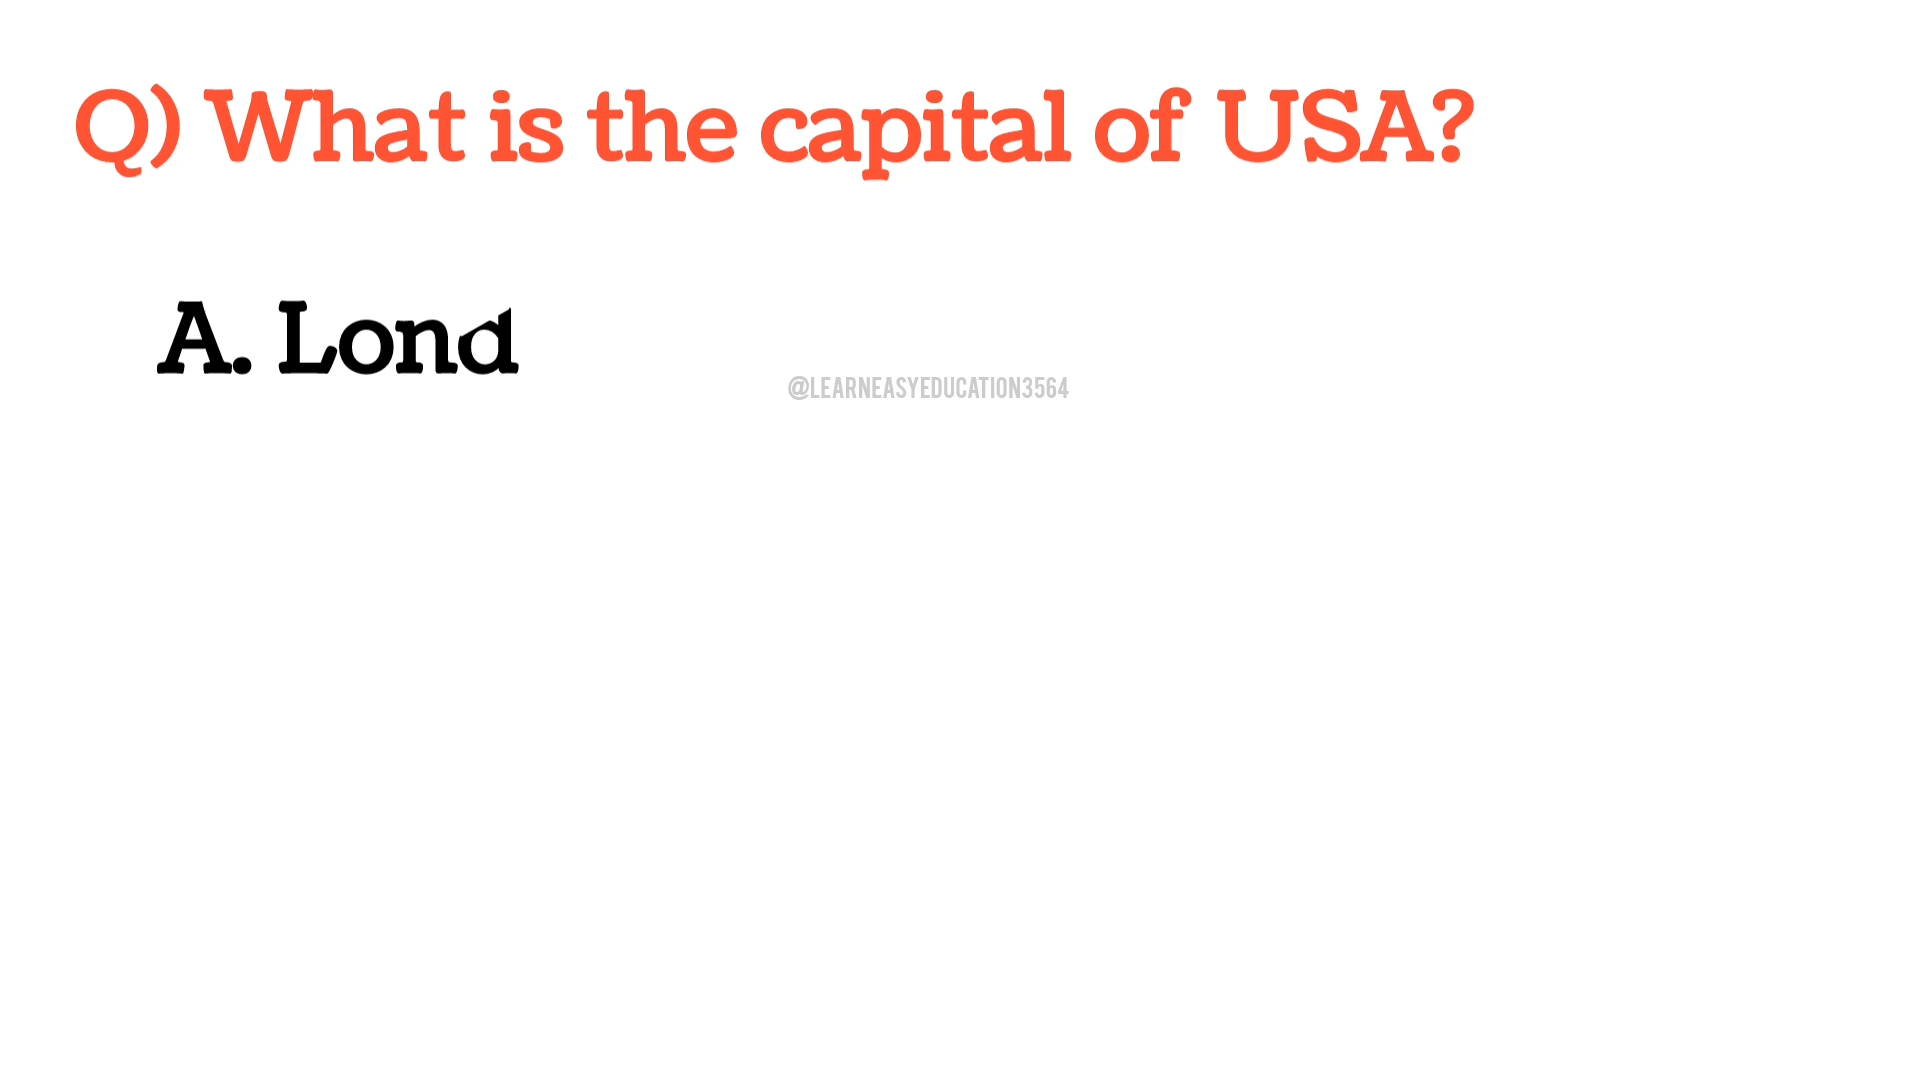 Q) What is the capital of USA?
A. Lond
@LEARNEASYEDUCATION3564